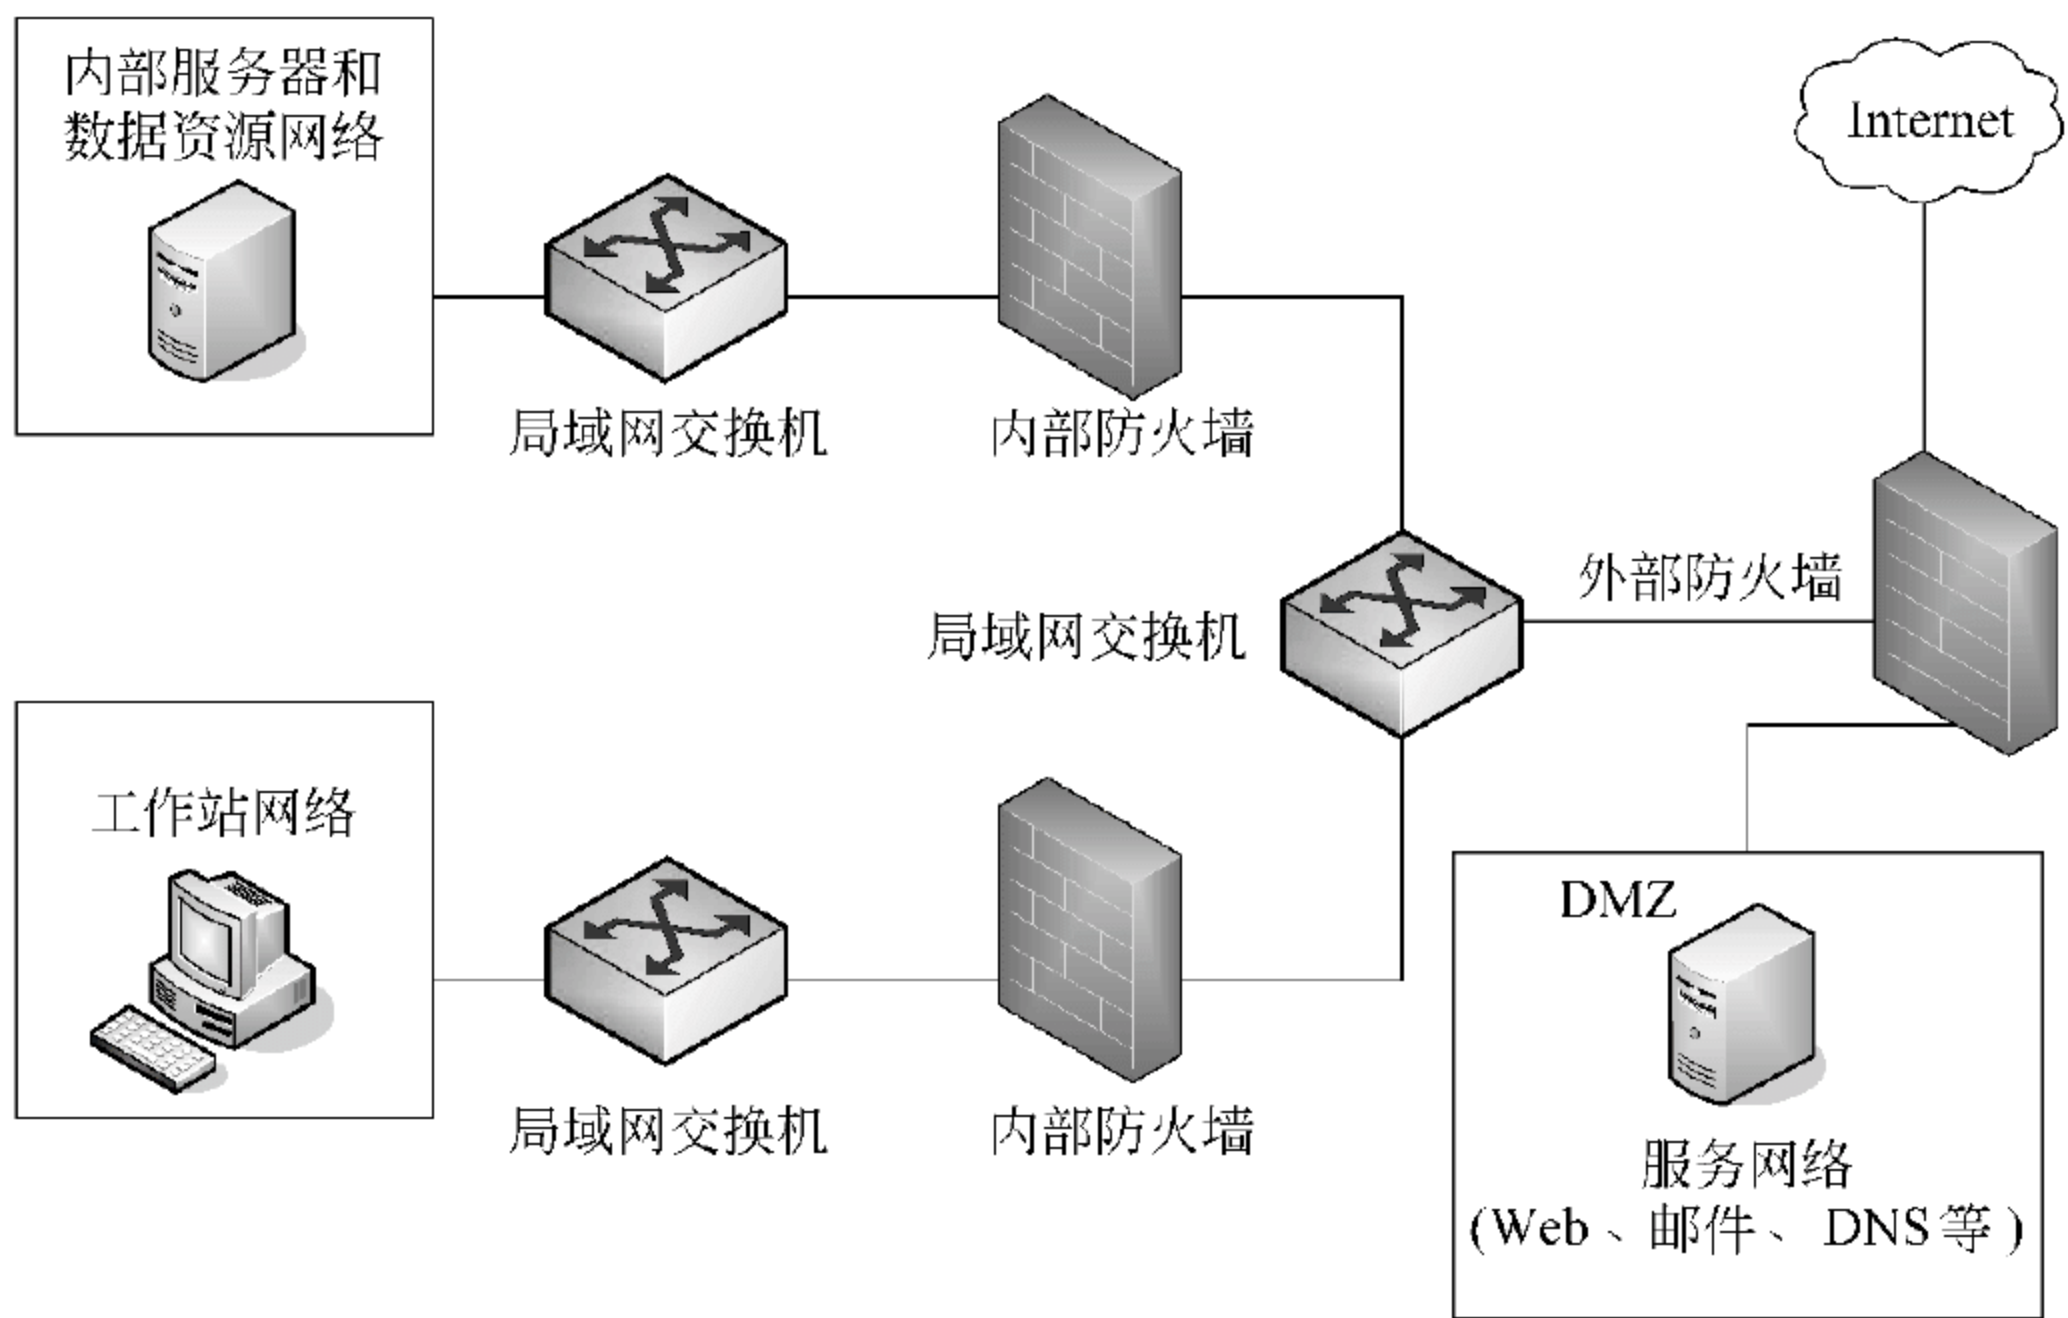 内部服务器和
数据资源网络
Internet
局域网交换机
内部防火墙
外部防火墙
局域网交换机
工作站网络
DMZ
局域网交换机
内部防火墙
服务网络
(Web、邮件、DNS等)